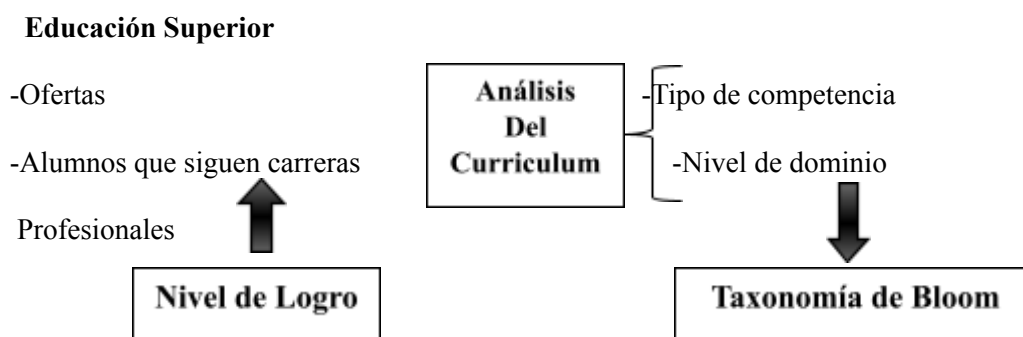 Educación Superior
-Ofertas
-Alumnos que siguen carreras
Profesionales
Nivel de Logro
Análisis
Del
Curriculum
-Tipo de competencia
-Nivel de dominio
Taxonomía de Bloom